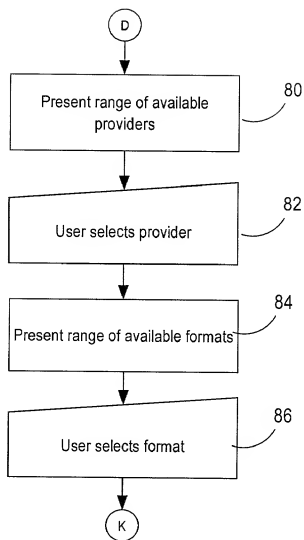 D
Present range of available
providers
80
User selects provider
82
Present range of available formats
84
User selects format
86
K